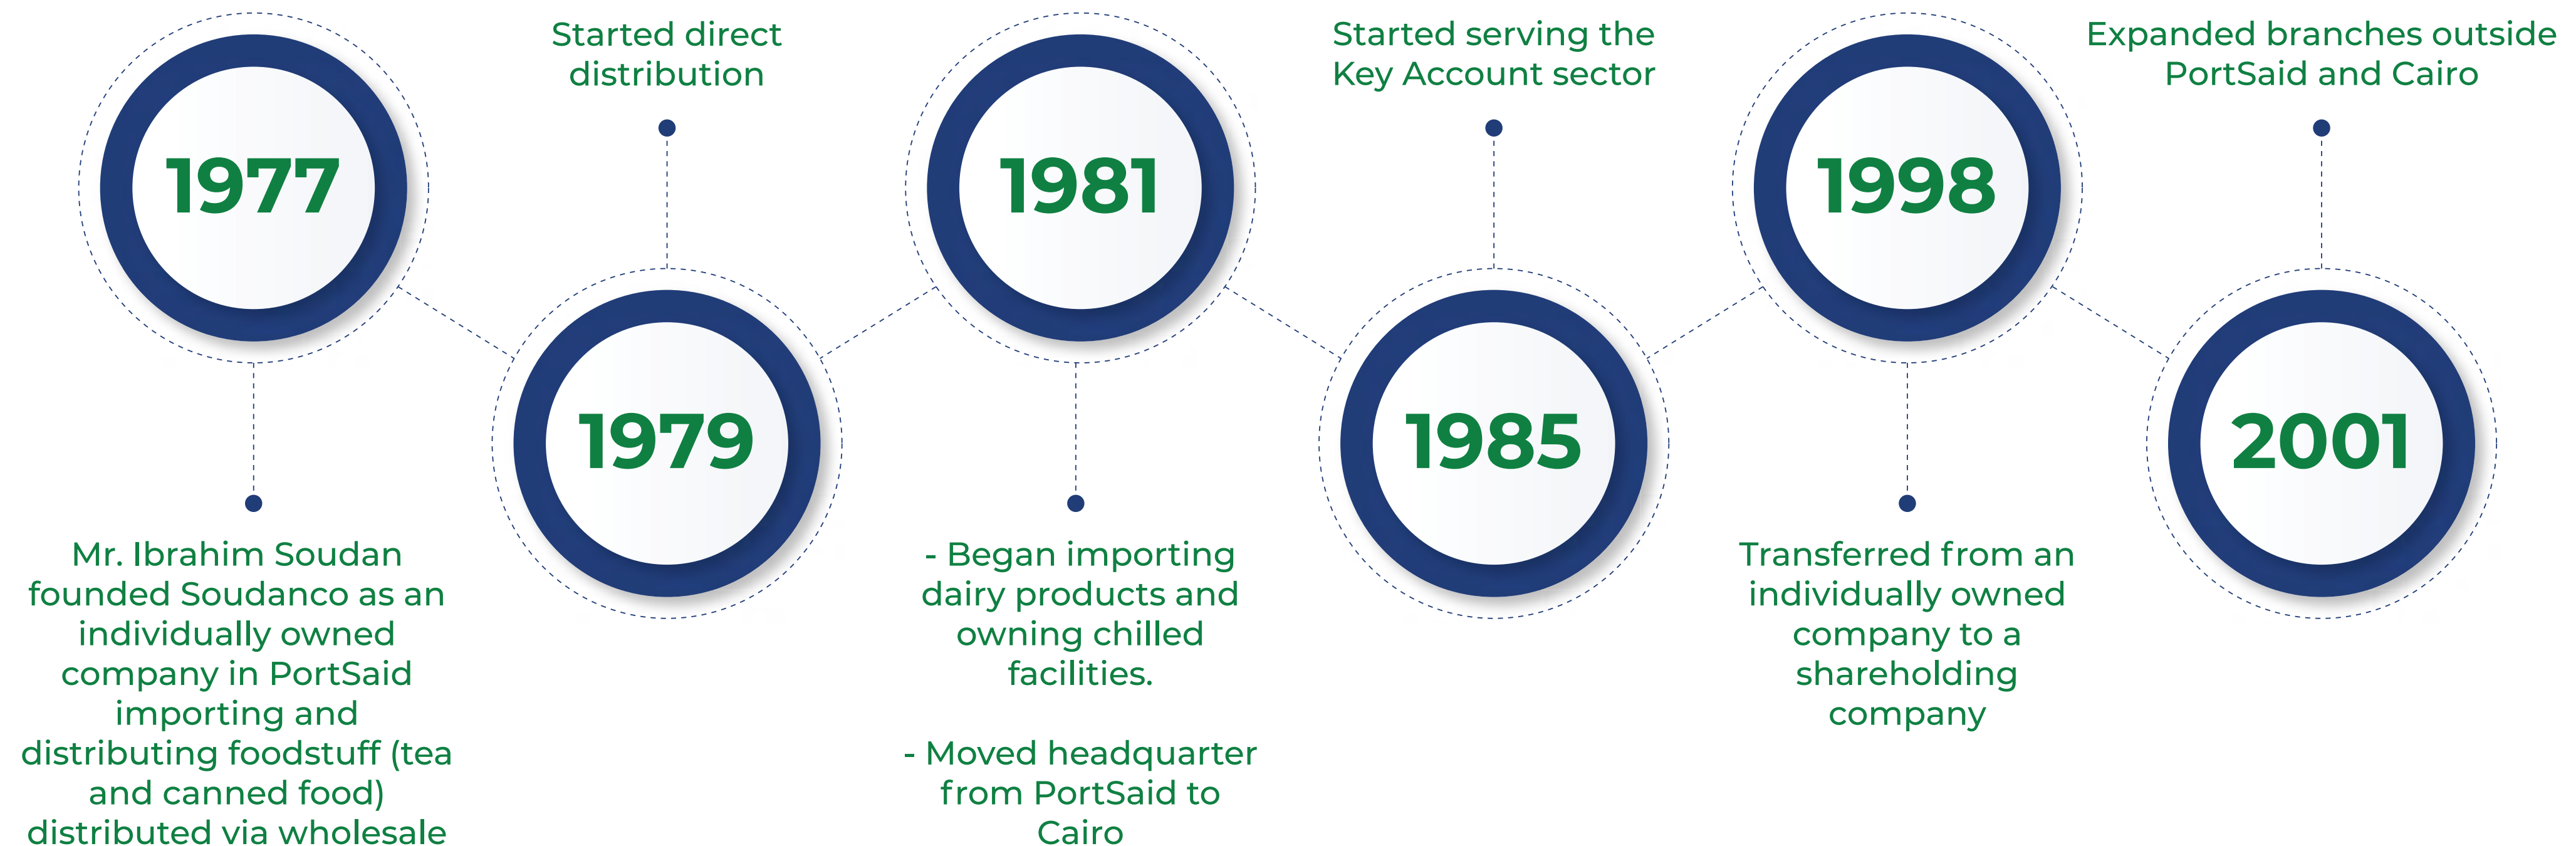 1977
Mr. Ibrahim Soudan
founded Soudanco as an
individually owned
company in PortSaid
importing and
distributing foodstuff (tea
and canned food)
distributed via wholesale
Started direct
distribution
1979
1981
- Began importing
dairy products and
owning chilled
facilities.
- Moved headquarter
from PortSaid to
Cairo
Started serving the
Key Account sector
1985
1998
Transferred from an
individually owned
company to a
shareholding
company
Expanded branches outside
PortSaid and Cairo
2001